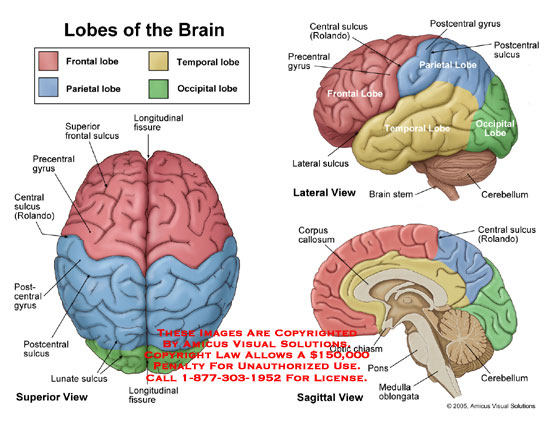 Lobes of the Brain
Frontal lobe
Temporal lobe
Parietal lobe
Occipital lobe
Superior
frontal sulcus
Longitudinal
fissure
Precentral
gyrus
Central
sulcus
(Rolando)
Post-
central
gyrus
Postcentral
sulcus
Lunate sulcus
Longitudinal
fissure
Superior View
Central sulcus
(Rolando)
Postcentral gyrus
Postcentral
sulcus
Precentral
gyrus
Parietal Lobe
Frontal Lobe
Temporal Lobe
Occipital
Lobe
Lateral sulcus
Lateral View
Brain stem
Cerebellum
Corpus
callosum
Central sulcus
(Rolando)
Optic chiasm
Pons
Medulla
oblongata
Cerebellum
Sagittal View
These Images Are Copyrighted
By Amicus Visual Solutions.
Copyright Law Allows A $150,000
Penalty For Unauthorized Use.
Call 1-877-303-1952 For License.
© 2005, Amicus Visual Solutions